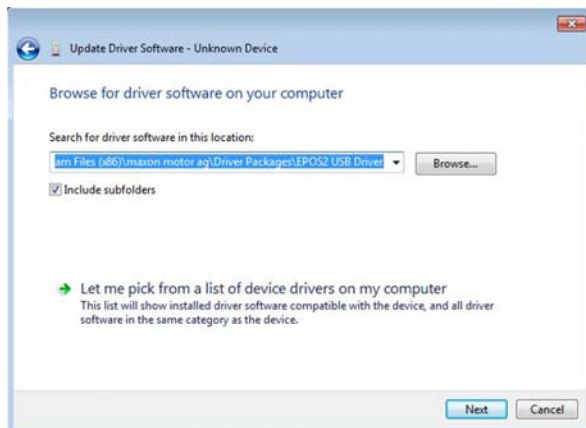 Update Driver Software - Unknown Device
Browse for driver software on your computer
Search for driver software in this location:
am Files (x86)\maxon motor ag\Driver Packages\EPOS2 USB Driver
Browse...
Include subfolders
Let me pick from a list of device drivers on my computer
This list will show installed driver software compatible with the device, and all driver
software in the same category as the device.
Next Cancel